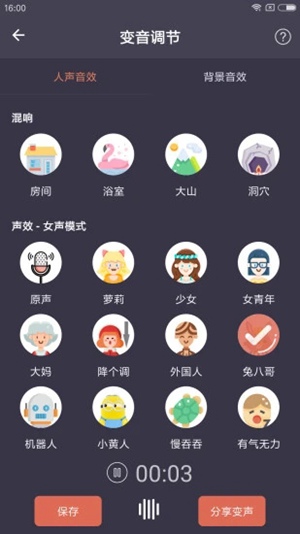 16:00
变音调节
人声音效 背景音效
混响
房间 浴室 大山 洞穴
声效 - 女声模式
原声 萝莉 少女 女青年
大妈 降个调 外国人 兔八哥
机器人 小黄人 慢吞吞 有气无力
00:03
保存 分享变声